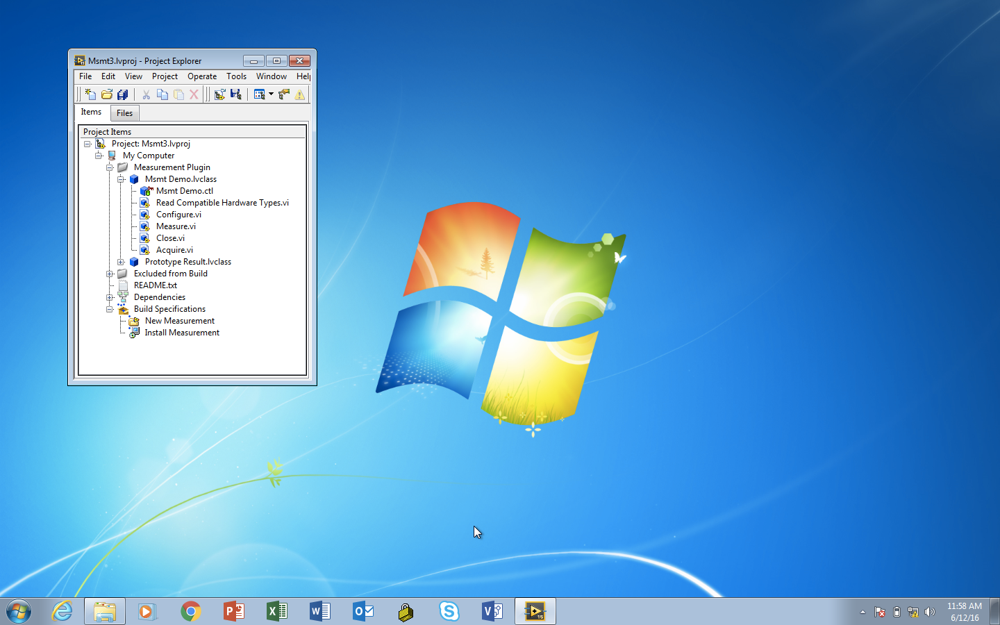 Msmt3.lvproj - Project Explorer
File Edit View Project Operate Tools Window Hel
Items Files
Project Items
Project: Msmt3.lvproj
My Computer
Measurement Plugin
Msmt Demo.lvclass
Msmt Demo.ctl
Read Compatible Hardware Types.vi
Configure.vi
Measure.vi
Close.vi
Acquire.vi
Prototype Result.lvclass
Excluded from Build
README.txt
Dependencies
Build Specifications
New Measurement
Install Measurement
11:58 AM
6/12/16